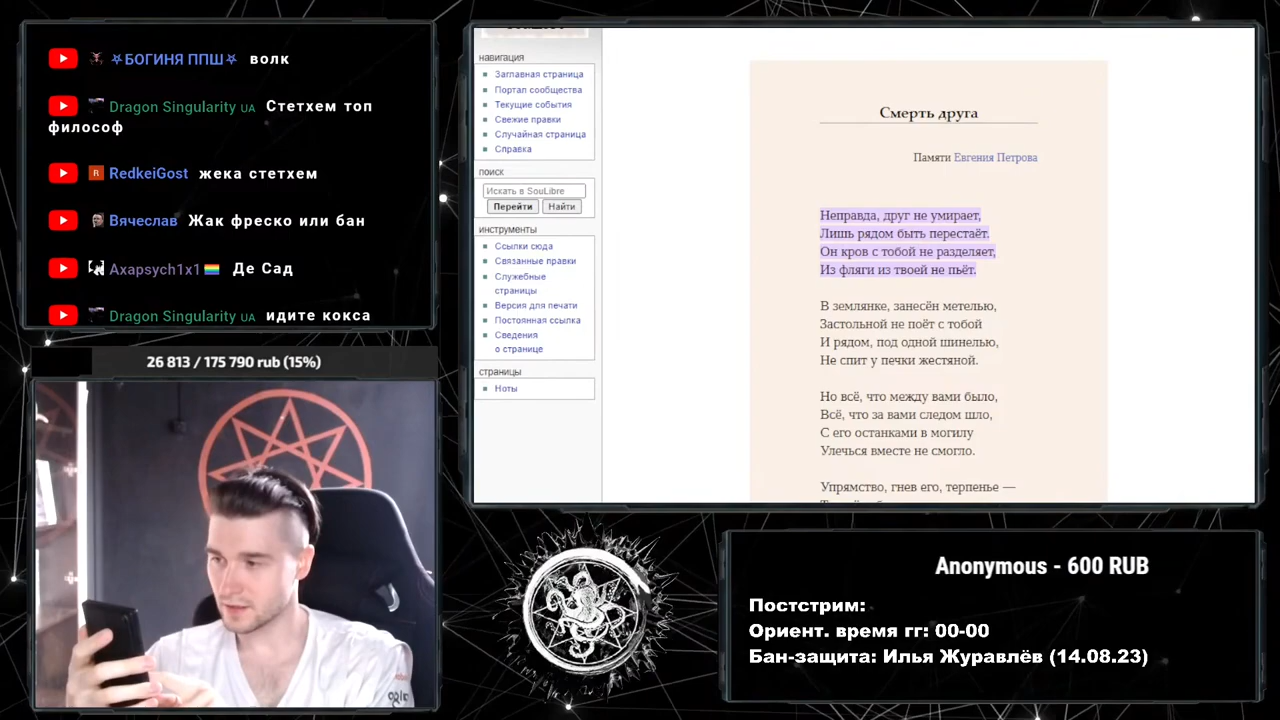 ✶БОГИНЯ ППШ✶ волк
Dragon Singularity UA Стетхем топ
философ
R RedkeiGost жека стетхем
Вячеслав Жак фреско или бан
Axapsych1x1 Де Сад
Dragon Singularity UA идите кокса
26 813 / 175 790 rub (15%)
навигация
Заглавная страница
Портал сообщества
Текущие события
Свежие правки
Случайная страница
Справка
поиск
Искать в SouLibre
Перейти Найти
инструменты
Ссылки сюда
Связанные правки
Служебные
страницы
Версия для печати
Постоянная ссылка
Сведения
о странице
страницы
Ноты
Смерть друга
Памяти Евгения Петрова
Неправда, друг не умирает,
Лишь рядом быть перестаёт.
Он кров с тобой не разделяет,
Из фляги из твоей не пьёт.
В землянке, занесён метелью,
Застольной не поёт с тобой
И рядом, под одной шинелью,
Не спит у печки жестяной.
Но всё, что между вами было,
Всё, что за вами следом шло,
С его останками в могилу
Улечься вместе не смогло.
Упрямство, гнев его, терпенье —
Anonymous - 600 RUB
Постстрим:
Ориент. время гг: 00-00
Бан-защита: Илья Журавлёв (14.08.23)